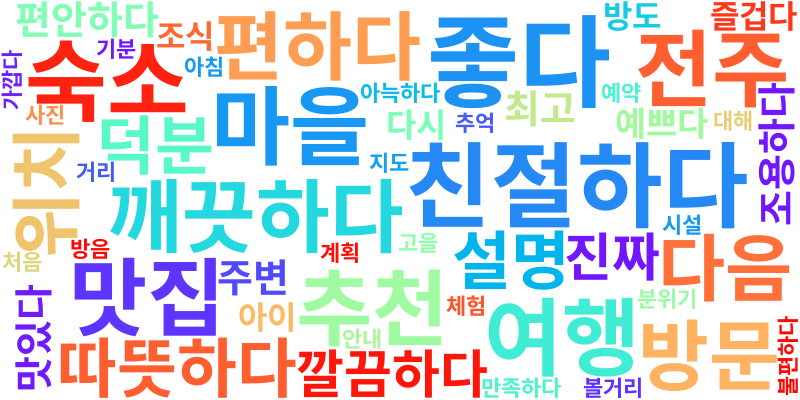 편안하다
기분
조식
편하다
좋다
방도
즐겁다
가깝다
숙소
아침
아늑하다
예약
전주
사진
마을
최고
덕분
다시
추억
예쁘다
대해
조용하다
위치
거리
지도
친절하다
깨끗하다
시설
처음
방음
계획
고을
설명
진짜
다음
맛집
주변
추천
체험
분위기
맛있다
아이
안내
여행
방문
따뜻하다
깔끔하다
만족하다
볼거리
불편하다